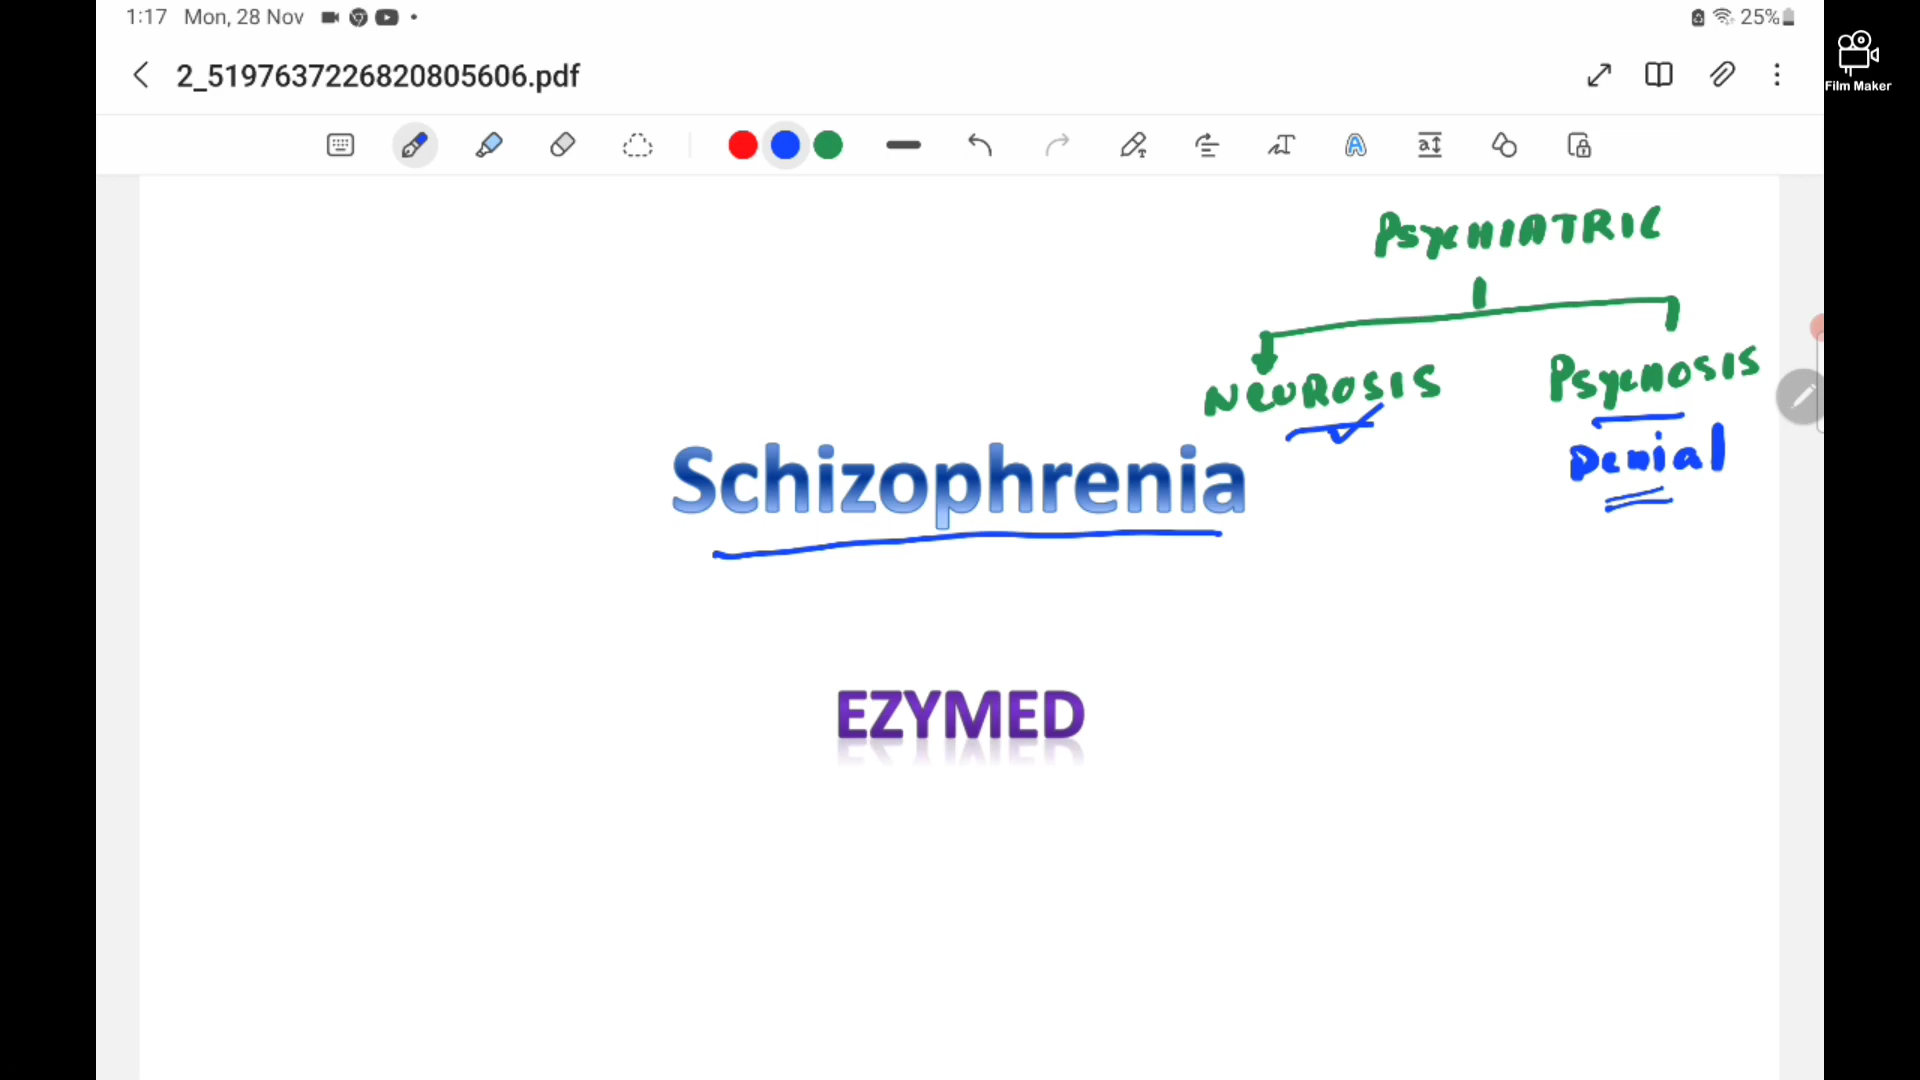 1:17 Mon, 28 Nov
25%
Film Maker
2_5197637226820805606.pdf
PSYCHIATRIC
NEUROSIS PSYCHOSIS
Denial
Schizophrenia
EZYMED